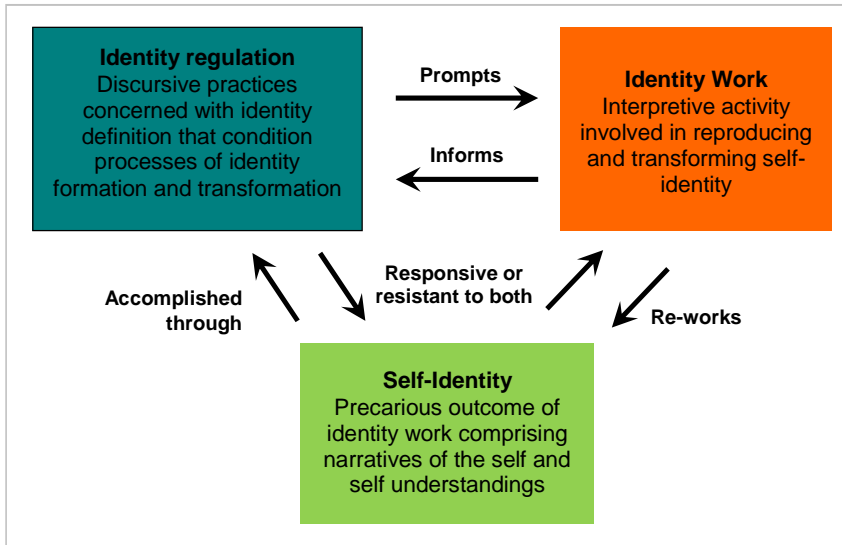 Identity regulation
Discursive practices
concerned with identity
definition that condition
processes of identity
formation and transformation
Prompts
Informs
Identity Work
Interpretive activity
involved in reproducing
and transforming self-
identity
Accomplished
through
Responsive or
resistant to both
Re-works
Self-Identity
Precarious outcome of
identity work comprising
narratives of the self and
self understandings